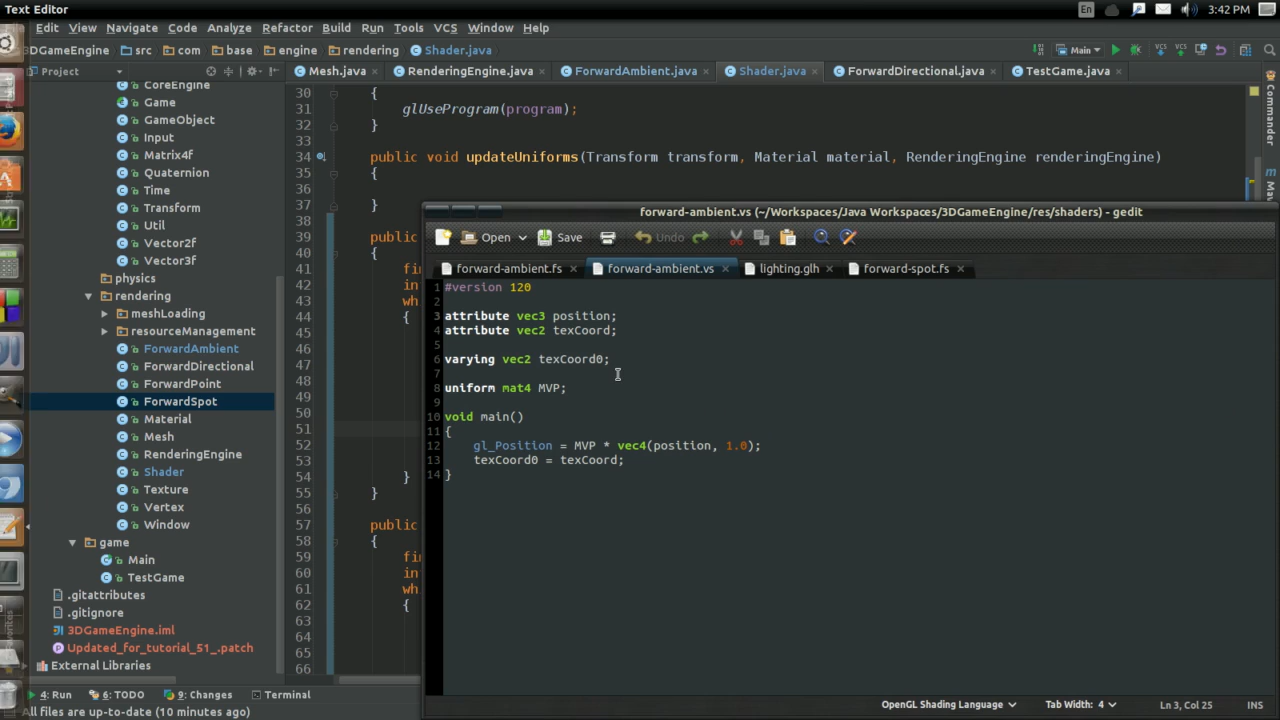 Text Editor
En
3:42 PM
Edit View Navigate Code Analyze Refactor Build Run Tools VCS Window Help
3DGameEngine src com base engine rendering Shader.java
Main
VCS VCS
Project
Mesh.java RenderingEngine.java ForwardAmbient.java Shader.java ForwardDirectional.java TestGame.java
Commander
CoreEngine
Game
GameObject
Input
Matrix4f
Quaternion
Time
Transform
Util
Vector2f
Vector3f
physics
rendering
meshLoading
resourceManagement
ForwardAmbient
ForwardDirectional
ForwardPoint
ForwardSpot
Material
Mesh
RenderingEngine
Shader
Texture
Vertex
Window
game
Main
TestGame
.gitattributes
.gitignore
3DGameEngine.iml
Updated_for_tutorial_51_.patch
External Libraries
30 {
31 glUseProgram(program);
32 }
33
34 public void updateUniforms(Transform transform, Material material, RenderingEngine renderingEngine)
35 {
36
37 }
38
39 public
40 {
41 fi
42 in
43 wh
44 {
45
46
47
48
49
50
51
52
53
54 }
55 }
56
57 public
58 {
59 fi
60 in
61 wh
62 {
63
64
65
66
forward-ambient.vs (~/Workspaces/Java Workspaces/3DGameEngine/res/shaders) - gedit
Open Save Undo
forward-ambient.fs forward-ambient.vs lighting.glh forward-spot.fs
1 #version 120
2
3 attribute vec3 position;
4 attribute vec2 texCoord;
5
6 varying vec2 texCoord0;
7
8 uniform mat4 MVP;
9
10 void main()
11 {
12 gl_Position = MVP * vec4(position, 1.0);
13 texCoord0 = texCoord;
14 }
OpenGL Shading Language Tab Width: 4 Ln 3, Col 25 INS
4: Run 6: TODO 9: Changes Terminal
All files are up-to-date (10 minutes ago)